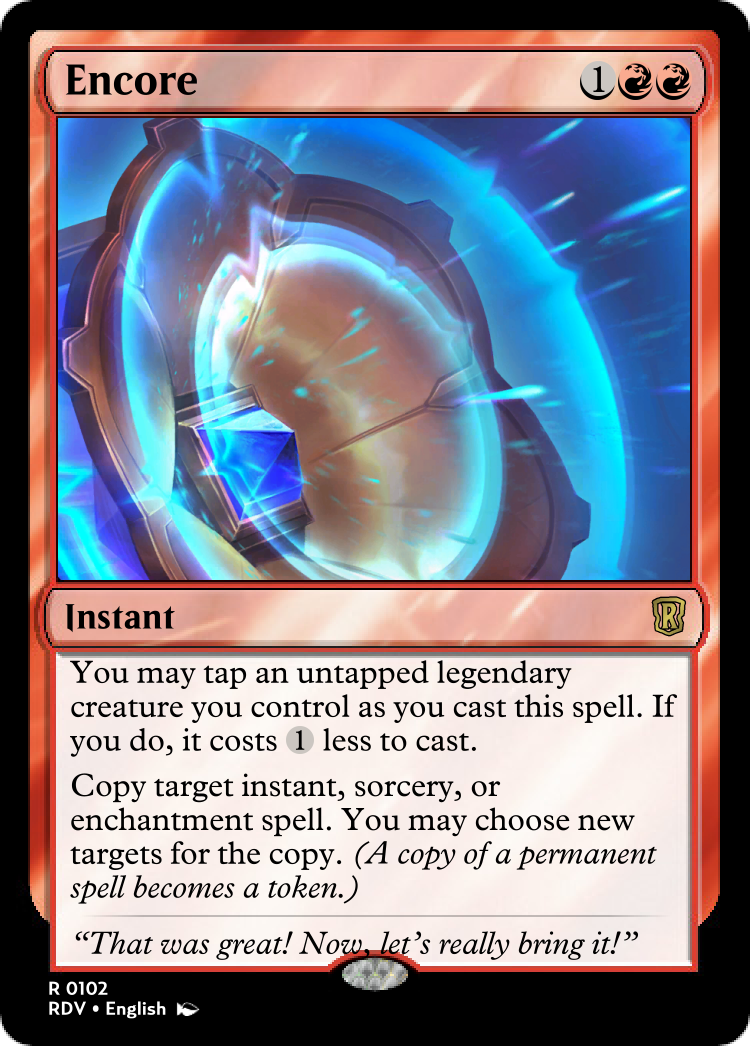 Encore
1
Instant
R
You may tap an untapped legendary
creature you control as you cast this spell. If
you do, it costs 1 less to cast.
Copy target instant, sorcery, or
enchantment spell. You may choose new
targets for the copy. (A copy of a permanent
spell becomes a token.)
“That was great! Now, let’s really bring it!”
R 0102
RDV • English